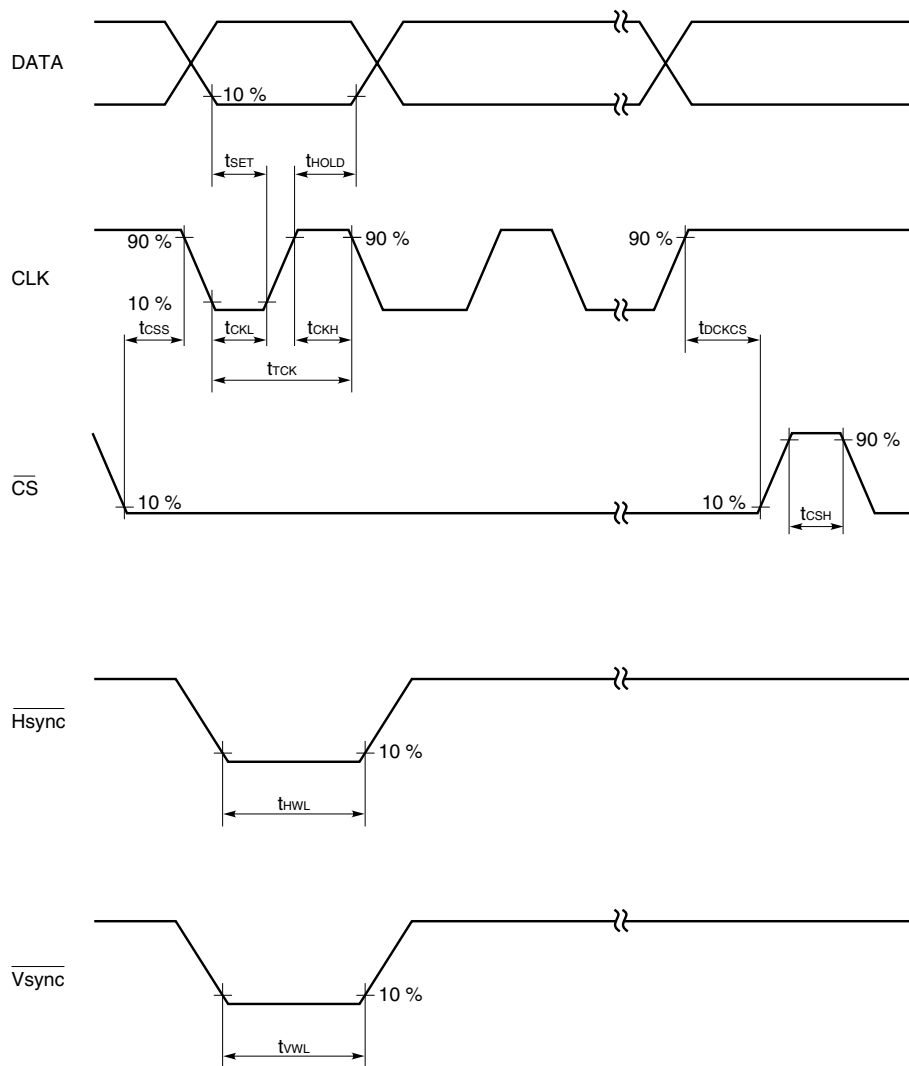 DATA
10 %
tSET
tHOLD
CLK
90 %
90 %
90 %
10 %
tCSS
tCKL
tCKH
tDCKCS
tTCK
CS
90 %
10 %
10 %
tCSH
Hsync
10 %
tHWL
Vsync
10 %
tVWL